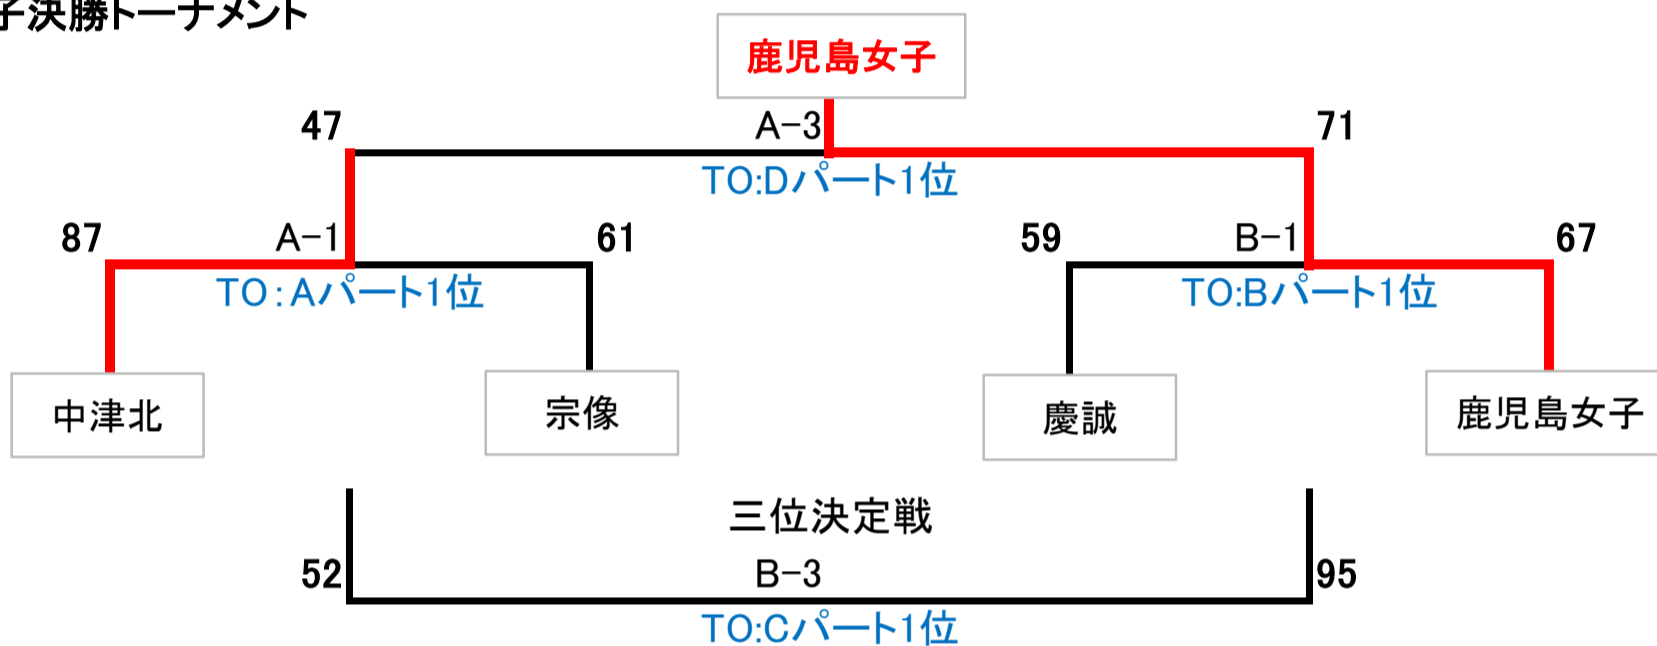 子決勝トーナメント
鹿児島女子
47
A-3
71
TO:Dパート1位
87
A-1
61
59
B-1
67
TO:Aパート1位
TO:Bパート1位
中津北
宗像
慶誠
鹿児島女子
三位決定戦
52
B-3
95
TO:Cパート1位